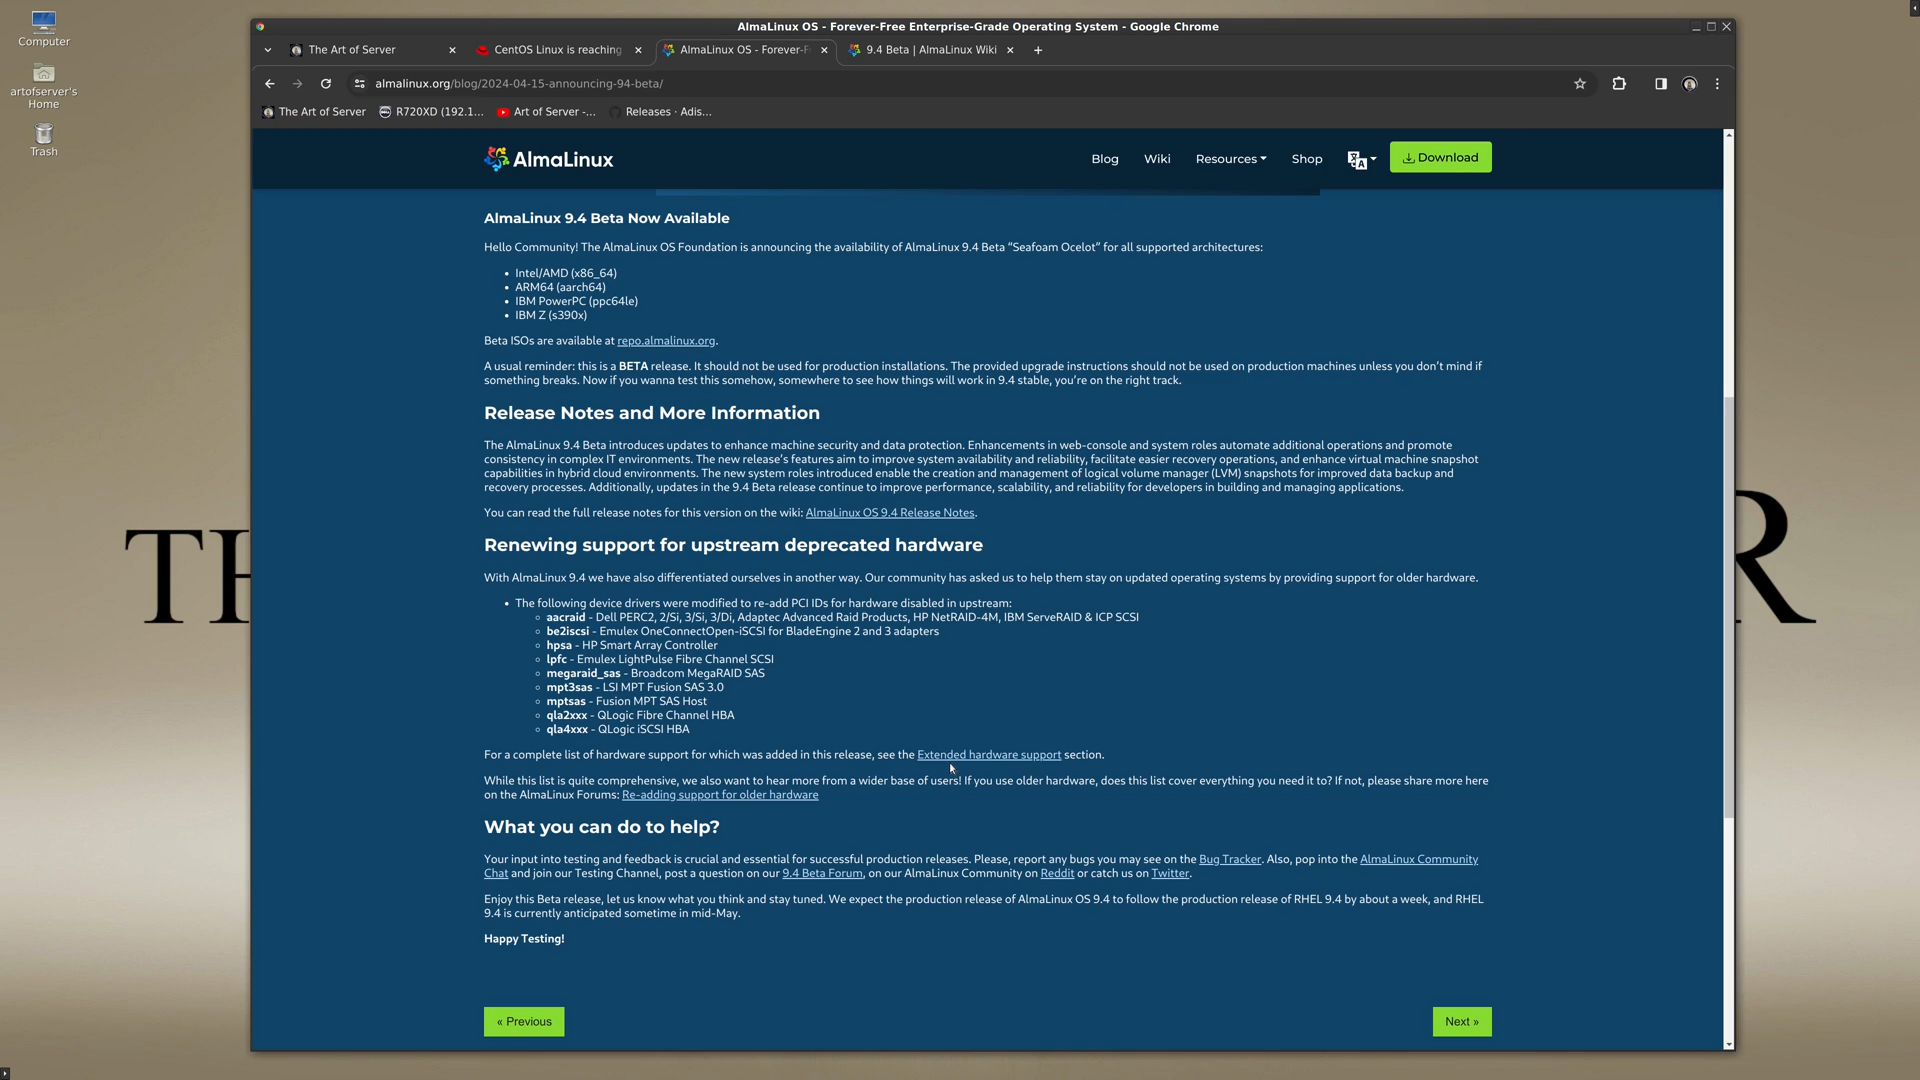 AlmaLinux OS - Forever-Free Enterprise-Grade Operating System - Google Chrome
Computer
artofserver's
Home
Trash
The Art of Server
CentOS Linux is reaching
AlmaLinux OS - Forever-F
9.4 Beta | AlmaLinux Wiki
almalinux.org/blog/2024-04-15-announcing-94-beta/
The Art of Server
R720XD (192.1...
Art of Server -...
Releases · Adis...
AlmaLinux
Blog
Wiki
Resources
Shop
Download
AlmaLinux 9.4 Beta Now Available
Hello Community! The AlmaLinux OS Foundation is announcing the availability of AlmaLinux 9.4 Beta “Seafoam Ocelot” for all supported architectures:
• Intel/AMD (x86_64)
• ARM64 (aarch64)
• IBM PowerPC (ppc64le)
• IBM Z (s390x)
Beta ISOs are available at repo.almalinux.org.
A usual reminder: this is a BETA release. It should not be used for production installations. The provided upgrade instructions should not be used on production machines unless you don’t mind if
something breaks. Now if you wanna test this somehow, somewhere to see how things will work in 9.4 stable, you’re on the right track.
Release Notes and More Information
The AlmaLinux 9.4 Beta introduces updates to enhance machine security and data protection. Enhancements in web-console and system roles automate additional operations and promote
consistency in complex IT environments. The new release’s features aim to improve system availability and reliability, facilitate easier recovery operations, and enhance virtual machine snapshot
capabilities in hybrid cloud environments. The new system roles introduced enable the creation and management of logical volume manager (LVM) snapshots for improved data backup and
recovery processes. Additionally, updates in the 9.4 Beta release continue to improve performance, scalability, and reliability for developers in building and managing applications.
You can read the full release notes for this version on the wiki: AlmaLinux OS 9.4 Release Notes.
Renewing support for upstream deprecated hardware
With AlmaLinux 9.4 we have also differentiated ourselves in another way. Our community has asked us to help them stay on updated operating systems by providing support for older hardware.
• The following device drivers were modified to re-add PCI IDs for hardware disabled in upstream:
◦ aacraid - Dell PERC2, 2/Si, 3/Si, 3/Di, Adaptec Advanced Raid Products, HP NetRAID-4M, IBM ServeRAID & ICP SCSI
◦ be2iscsi - Emulex OneConnectOpen-iSCSI for BladeEngine 2 and 3 adapters
◦ hpsa - HP Smart Array Controller
◦ lpfc - Emulex LightPulse Fibre Channel SCSI
◦ megaraid_sas - Broadcom MegaRAID SAS
◦ mpt3sas - LSI MPT Fusion SAS 3.0
◦ mptsas - Fusion MPT SAS Host
◦ qla2xxx - QLogic Fibre Channel HBA
◦ qla4xxx - QLogic iSCSI HBA
For a complete list of hardware support for which was added in this release, see the Extended hardware support section.
While this list is quite comprehensive, we also want to hear more from a wider base of users! If you use older hardware, does this list cover everything you need it to? If not, please share more here
on the AlmaLinux Forums: Re-adding support for older hardware
What you can do to help?
Your input into testing and feedback is crucial and essential for successful production releases. Please, report any bugs you may see on the Bug Tracker. Also, pop into the AlmaLinux Community
Chat and join our Testing Channel, post a question on our 9.4 Beta Forum, on our AlmaLinux Community on Reddit or catch us on Twitter.
Enjoy this Beta release, let us know what you think and stay tuned. We expect the production release of AlmaLinux OS 9.4 to follow the production release of RHEL 9.4 by about a week, and RHEL
9.4 is currently anticipated sometime in mid-May.
Happy Testing!
« Previous
Next »